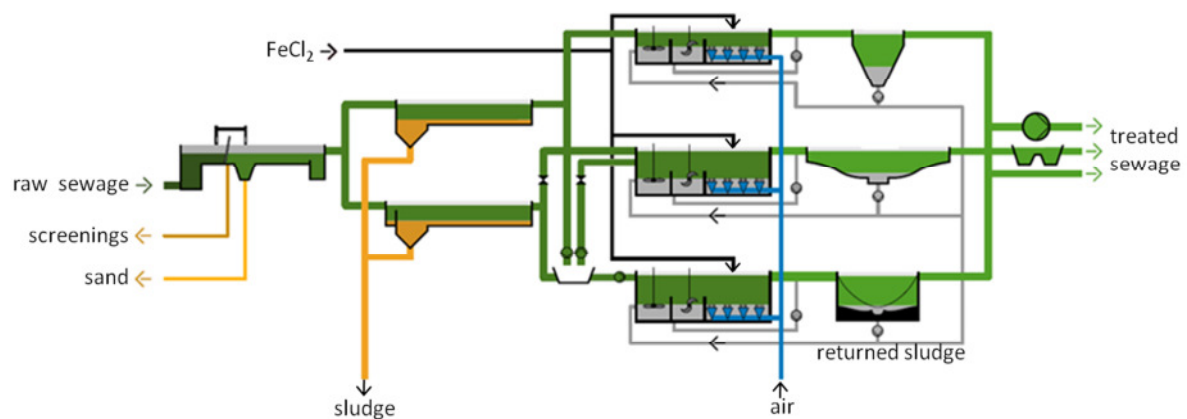 FeCl₂
raw sewage
screenings
sand
sludge
air
returned sludge
treated
sewage